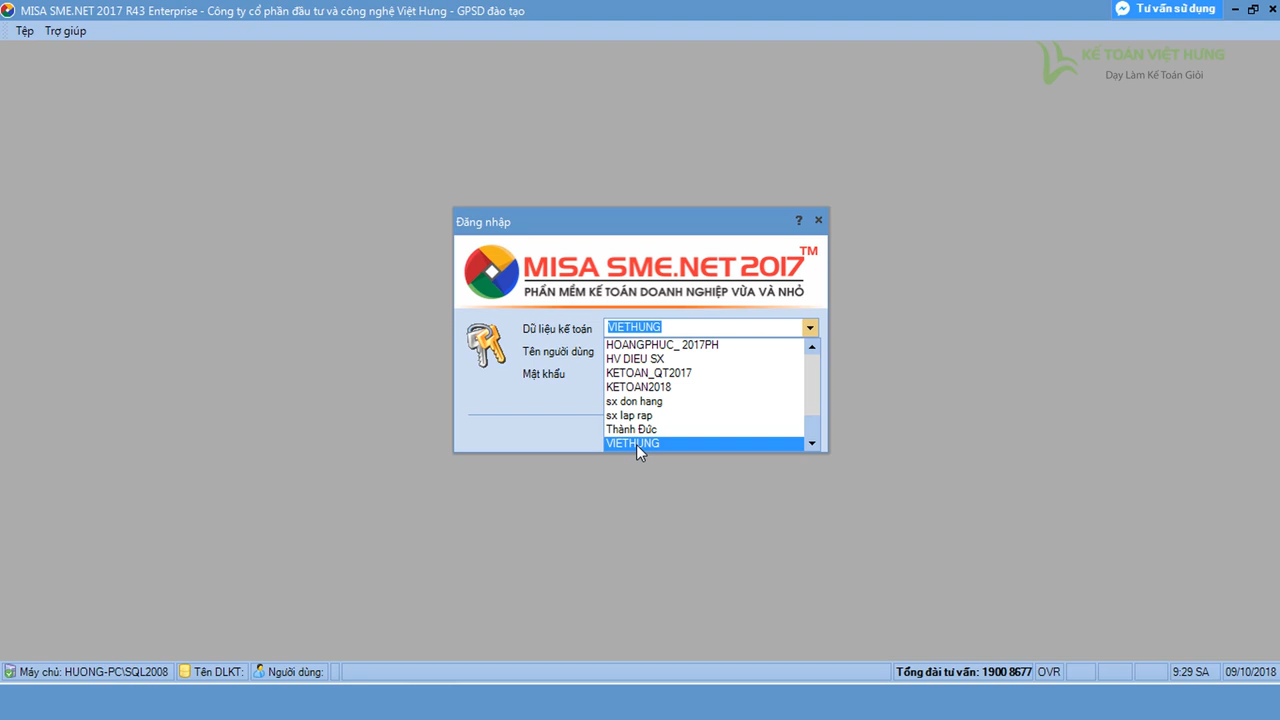 MISA SME.NET 2017 R43 Enterprise - Công ty cổ phần đầu tư và công nghệ Việt Hưng - GPSD đào tạo
Tư vấn sử dụng
Tệp Trợ giúp
KẾ TOÁN VIỆT HƯNG
Dạy Làm Kế Toán Giỏi
Đăng nhập
MISA SME.NET 2017 TM
PHẦN MỀM KẾ TOÁN DOANH NGHIỆP VỪA VÀ NHỎ
Dữ liệu kế toán VIETHUNG
Tên người dùng
Mật khẩu
HOANGPHUC_ 2017PH
HV DIEU SX
KETOAN_QT2017
KETOAN2018
sx don hang
sx lap rap
Thành Đức
VIETHUNG
Máy chủ: HUONG-PC\SQL2008 Tên DLKT: Người dùng: Tổng đài tư vấn: 1900 8677 OVR 9:29 SA 09/10/2018